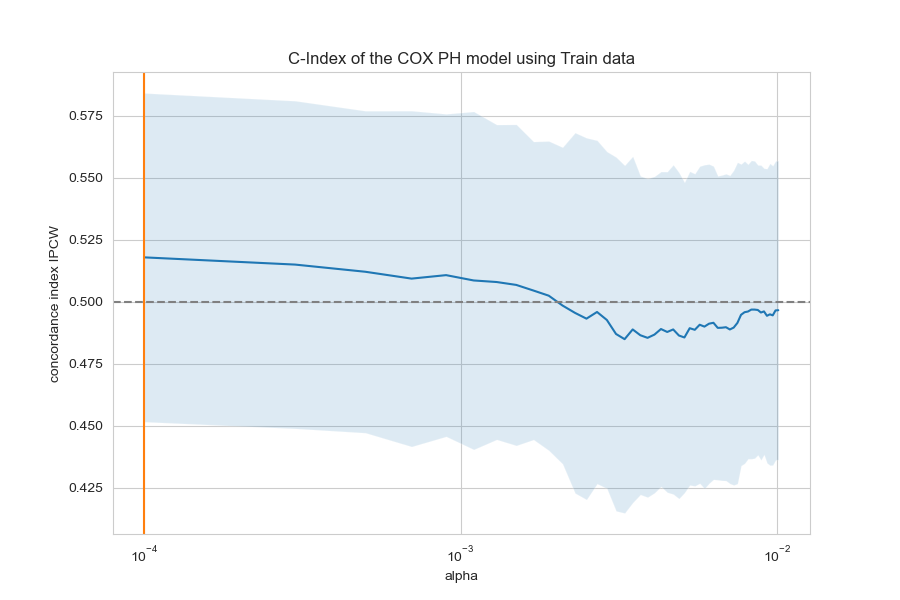 C-Index of the COX PH model using Train data
concordance index IPCW
0.575
0.550
0.525
0.500
0.475
0.450
0.425
10⁻⁴ 10⁻³ 10⁻²
alpha